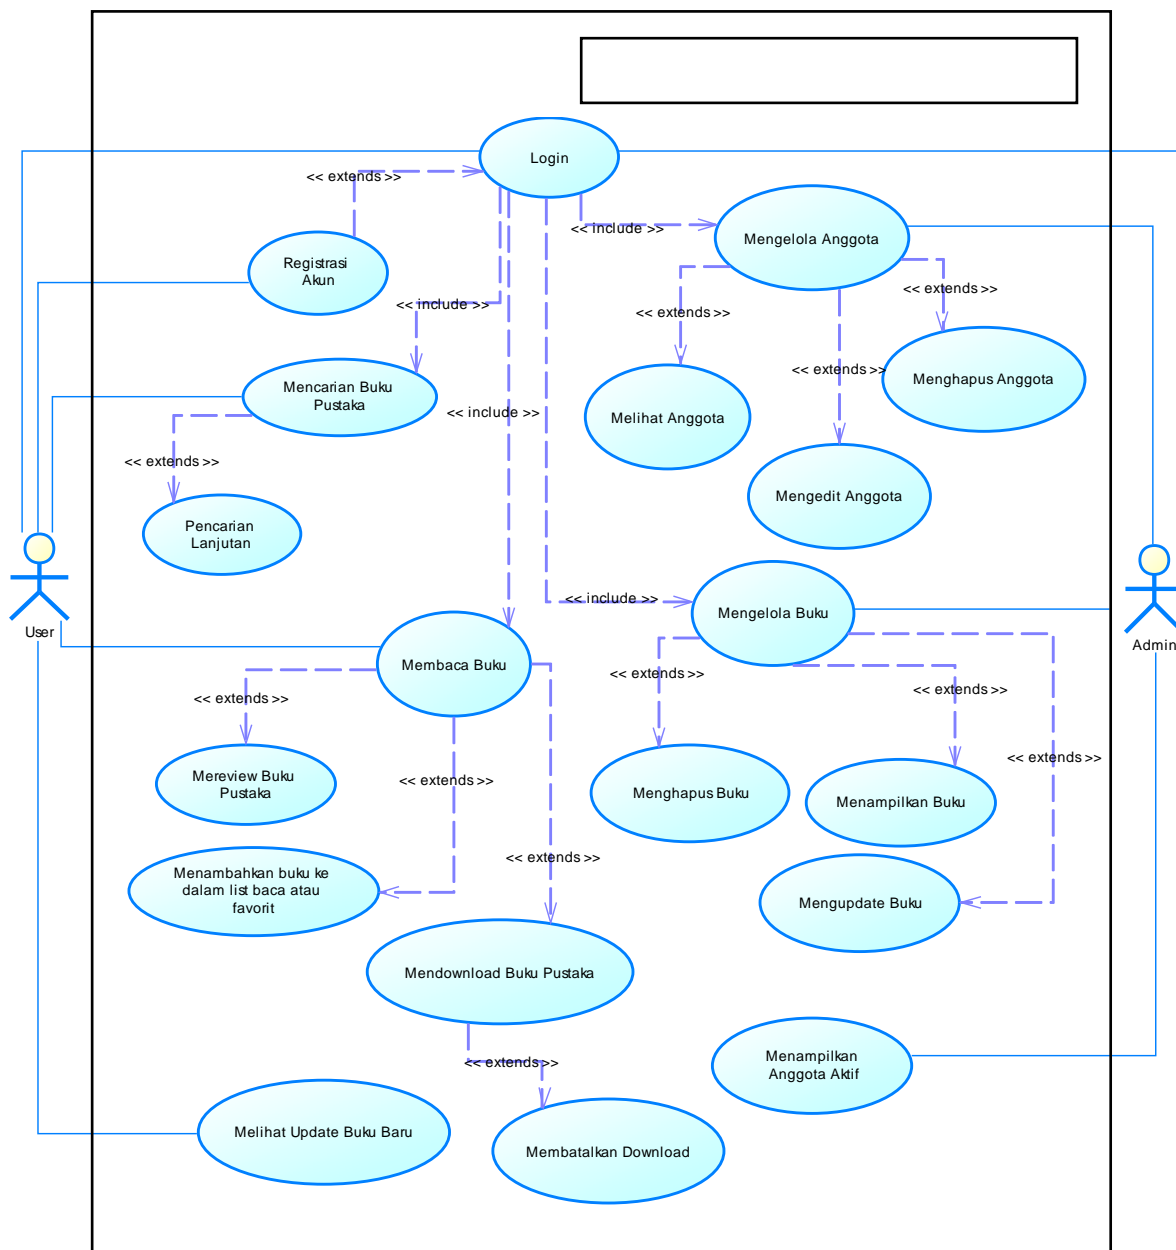 Login
<< extends >>
<< include >>
Mengelola Anggota
Registrasi
Akun
<< extends >>
<< include >>
<< extends >>
<< extends >>
Menghapus Anggota
Mencarian Buku
Pustaka
<< include >>
Melihat Anggota
<< extends >>
Mengedit Anggota
Pencarian
Lanjutan
<< include >>
Mengelola Buku
User
Admin
Membaca Buku
<< extends >>
<< extends >>
<< extends >>
<< extends >>
Mereview Buku
Pustaka
<< extends >>
Menghapus Buku
Menampilkan Buku
<< extends >>
Menambahkan buku ke
dalam list baca atau
favorit
Mengupdate Buku
Mendownload Buku Pustaka
<< extends >>
Menampilkan
Anggota Aktif
Melihat Update Buku Baru
Membatalkan Download